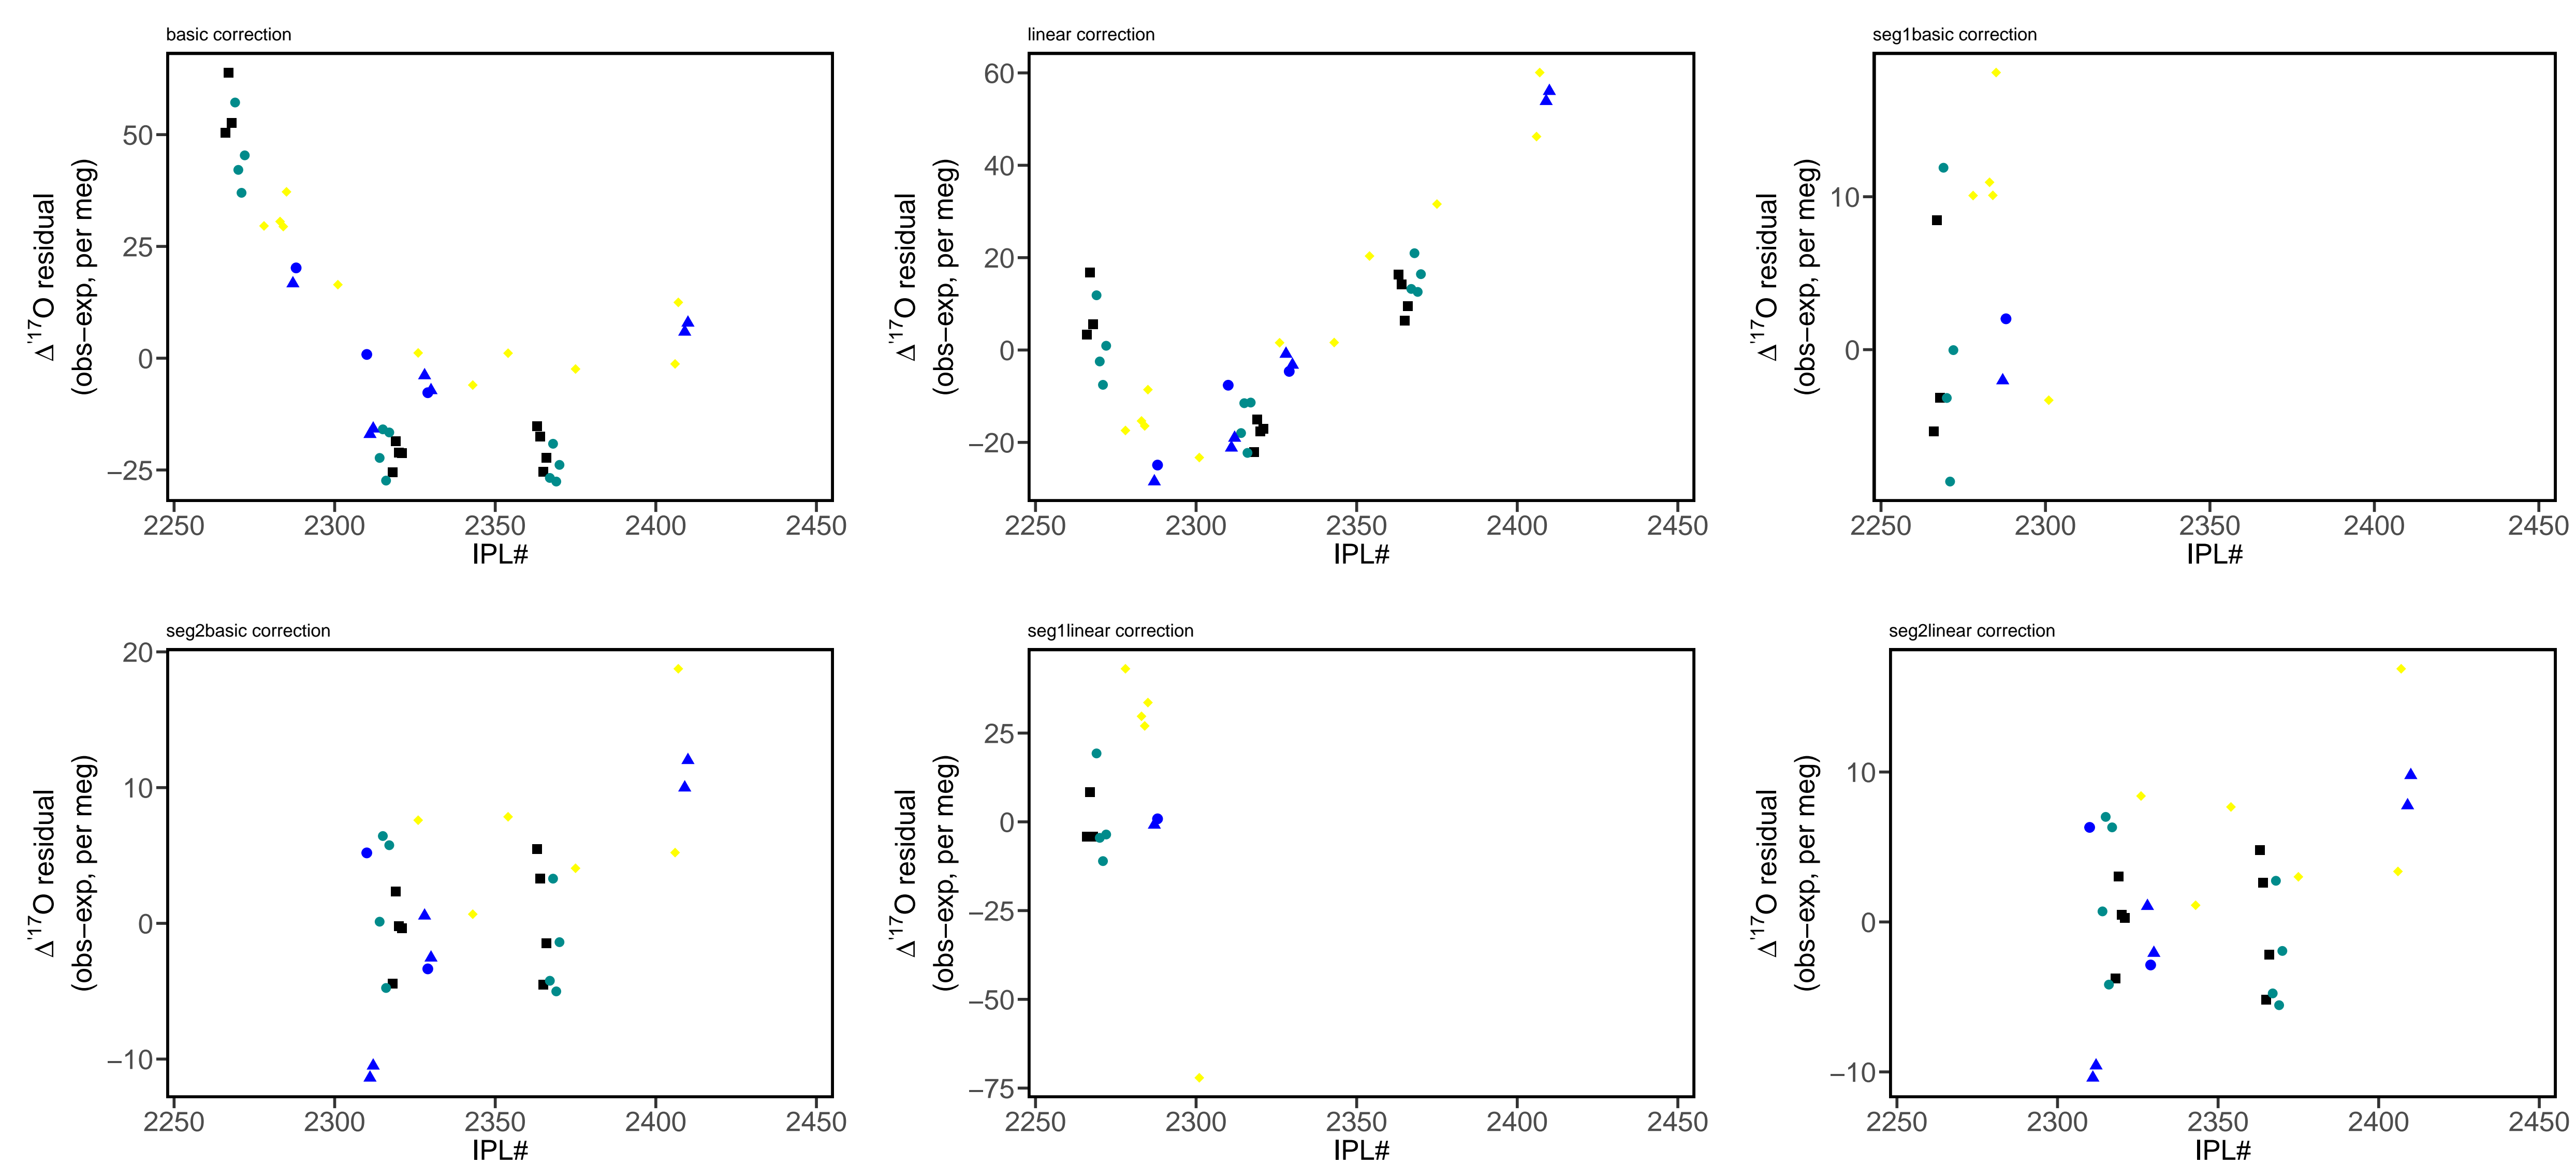 basic correction
50
25
0
−25
2250 2300 2350 2400 2450
IPL#
Δ'17O residual
(obs−exp, per meg)
linear correction
60
40
20
0
−20
2250 2300 2350 2400 2450
IPL#
Δ'17O residual
(obs−exp, per meg)
seg1basic correction
10
0
2250 2300 2350 2400 2450
IPL#
Δ'17O residual
(obs−exp, per meg)
seg2basic correction
20
10
0
−10
2250 2300 2350 2400 2450
IPL#
Δ'17O residual
(obs−exp, per meg)
seg1linear correction
25
0
−25
−50
−75
2250 2300 2350 2400 2450
IPL#
Δ'17O residual
(obs−exp, per meg)
seg2linear correction
10
0
−10
2250 2300 2350 2400 2450
IPL#
Δ'17O residual
(obs−exp, per meg)